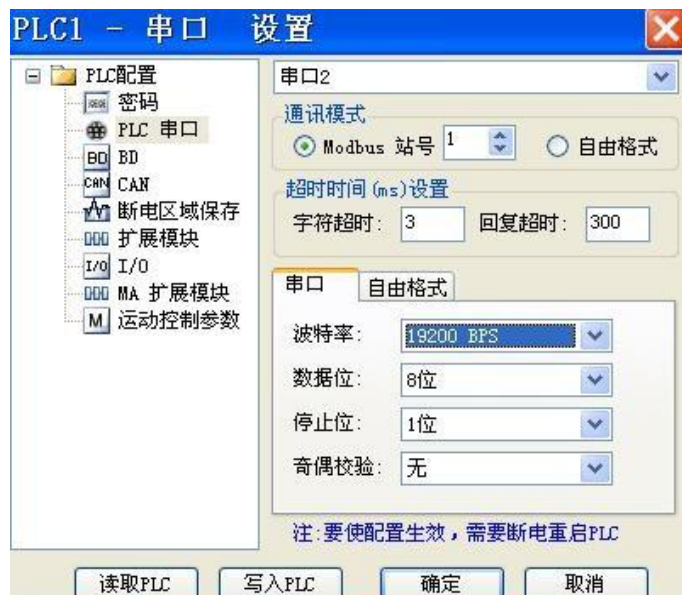 PLC1 - 串口 设置
PLC配置
密码
PLC 串口
BD BD
CAN CAN
断电区域保存
扩展模块
I/O I/O
MA 扩展模块
M 运动控制参数
串口2
通讯模式
Modbus 站号 1 自由格式
超时时间(ms)设置
字符超时: 3 回复超时: 300
串口 自由格式
波特率: 19200 BPS
数据位: 8位
停止位: 1位
奇偶校验: 无
注:要使配置生效,需要断电重启PLC
读取PLC 写入PLC 确定 取消